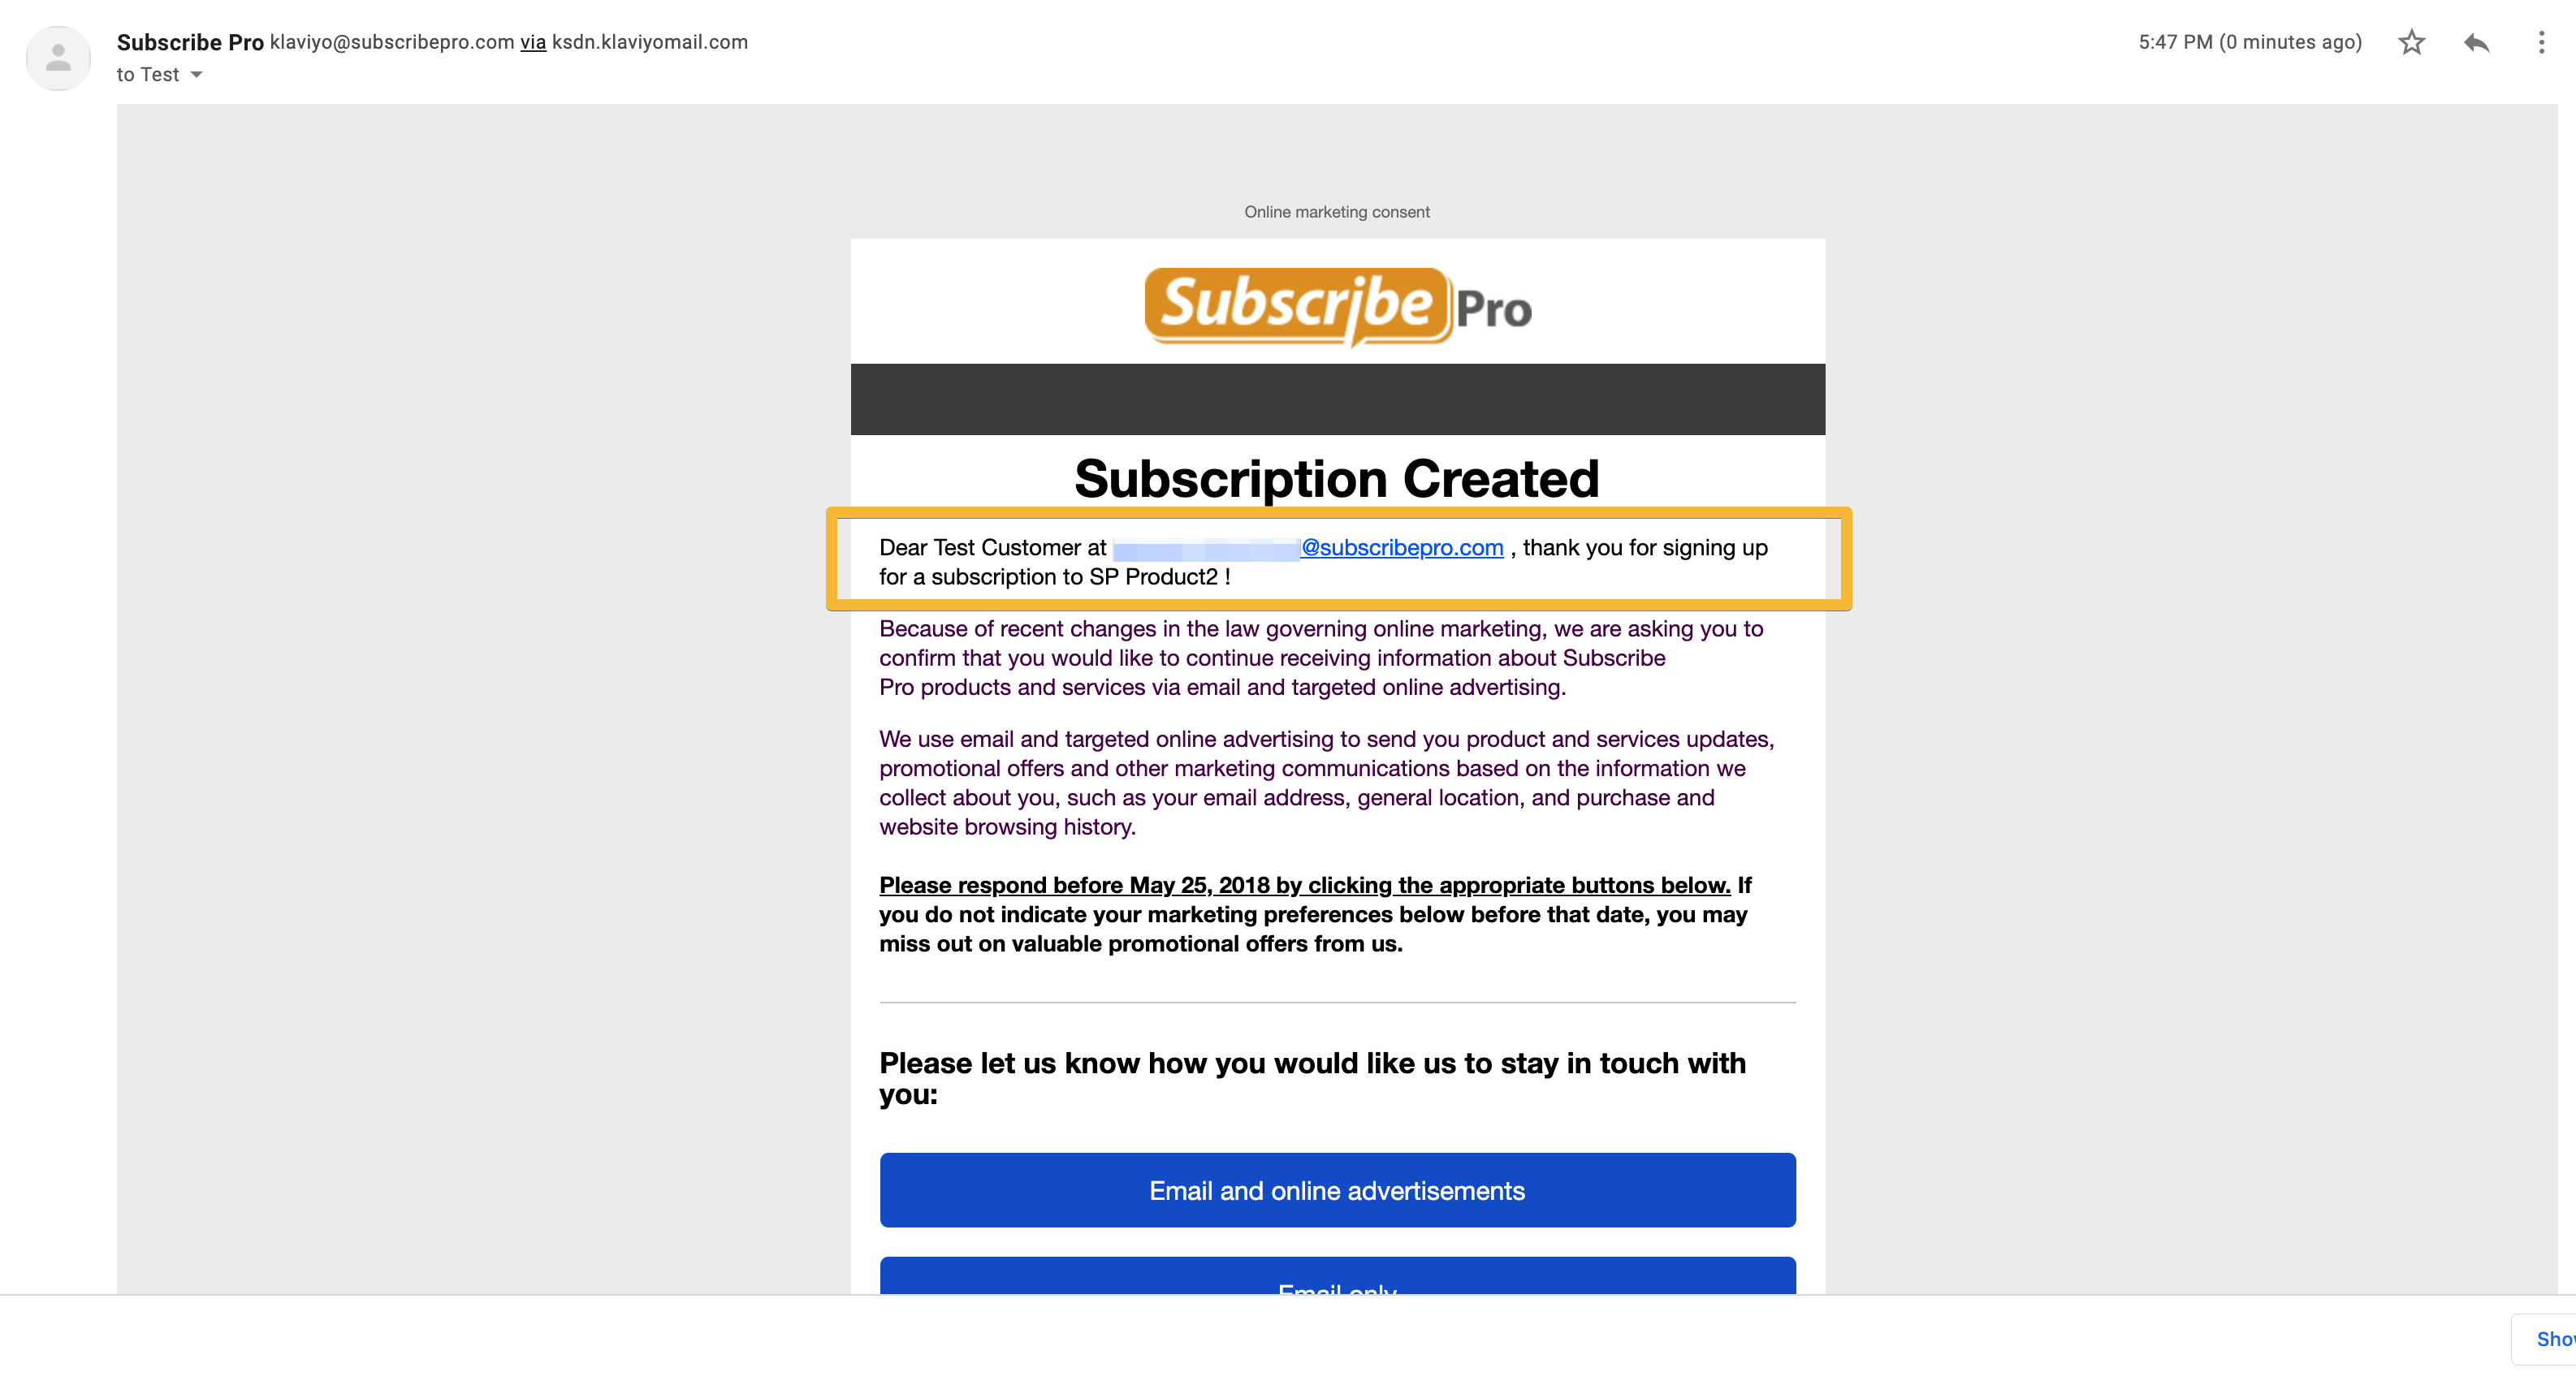 Subscribe Pro klaviyo@subscribepro.com via ksdn.klaviyomail.com
5:47 PM (0 minutes ago)
to Test
Online marketing consent
Subscribe Pro
Subscription Created
Dear Test Customer at @subscribepro.com , thank you for signing up
for a subscription to SP Product2 !
Because of recent changes in the law governing online marketing, we are asking you to
confirm that you would like to continue receiving information about Subscribe
Pro products and services via email and targeted online advertising.
We use email and targeted online advertising to send you product and services updates,
promotional offers and other marketing communications based on the information we
collect about you, such as your email address, general location, and purchase and
website browsing history.
Please respond before May 25, 2018 by clicking the appropriate buttons below. If
you do not indicate your marketing preferences below before that date, you may
miss out on valuable promotional offers from us.
Please let us know how you would like us to stay in touch with
you:
Email and online advertisements
Email only